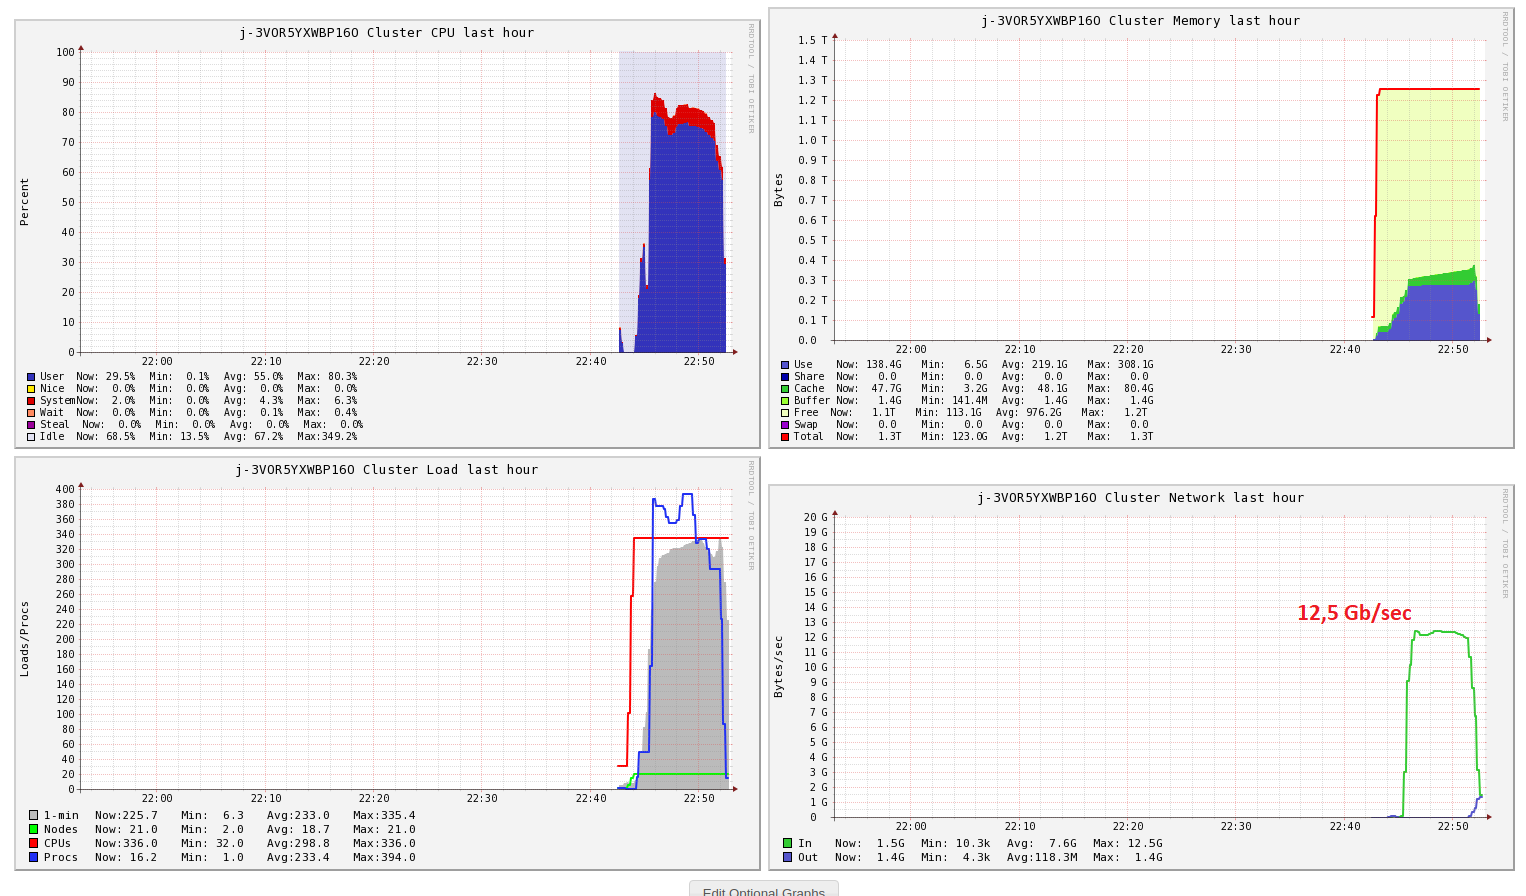 j-3VOR5YXWBP16O Cluster CPU last hour
RRDTOOL / TOBI OETIKER
Percent
100
90
80
70
60
50
40
30
20
10
0
22:00 22:10 22:20 22:30 22:40 22:50
User Now: 29.5% Min: 0.1% Avg: 55.0% Max: 80.3%
Nice Now: 0.0% Min: 0.0% Avg: 0.0% Max: 0.0%
System Now: 2.0% Min: 0.0% Avg: 4.3% Max: 6.3%
Wait Now: 0.0% Min: 0.0% Avg: 0.1% Max: 0.4%
Steal Now: 0.0% Min: 0.0% Avg: 0.0% Max: 0.0%
Idle Now: 68.5% Min: 13.5% Avg: 67.2% Max:349.2%
j-3VOR5YXWBP16O Cluster Memory last hour
RRDTOOL / TOBI OETIKER
Bytes
1.5 T
1.4 T
1.3 T
1.2 T
1.1 T
1.0 T
0.9 T
0.8 T
0.7 T
0.6 T
0.5 T
0.4 T
0.3 T
0.2 T
0.1 T
0.0
22:00 22:10 22:20 22:30 22:40 22:50
Use Now: 138.4G Min: 6.5G Avg: 219.1G Max: 308.1G
Share Now: 0.0 Min: 0.0 Avg: 0.0 Max: 0.0
Cache Now: 47.7G Min: 3.2G Avg: 48.1G Max: 80.4G
Buffer Now: 1.4G Min: 141.4M Avg: 1.4G Max: 1.4G
Free Now: 1.1T Min: 113.1G Avg: 976.2G Max: 1.2T
Swap Now: 0.0 Min: 0.0 Avg: 0.0 Max: 0.0
Total Now: 1.3T Min: 123.0G Avg: 1.2T Max: 1.3T
j-3VOR5YXWBP16O Cluster Load last hour
RRDTOOL / TOBI OETIKER
Loads/Procs
400
380
360
340
320
300
280
260
240
220
200
180
160
140
120
100
80
60
40
20
0
22:00 22:10 22:20 22:30 22:40 22:50
1-min Now:225.7 Min: 6.3 Avg:233.0 Max:335.4
Nodes Now: 21.0 Min: 2.0 Avg: 18.7 Max: 21.0
CPUs Now:336.0 Min: 32.0 Avg:298.8 Max:336.0
Procs Now: 16.2 Min: 1.0 Avg:233.4 Max:394.0
j-3VOR5YXWBP16O Cluster Network last hour
RRDTOOL / TOBI OETIKER
Bytes/sec
20 G
19 G
18 G
17 G
16 G
15 G
14 G
13 G
12 G
11 G
10 G
9 G
8 G
7 G
6 G
5 G
4 G
3 G
2 G
1 G
0
12,5 Gb/sec
22:00 22:10 22:20 22:30 22:40 22:50
In Now: 1.5G Min: 10.3k Avg: 7.6G Max: 12.5G
Out Now: 1.4G Min: 4.3k Avg:118.3M Max: 1.4G
Edit Optional Graphs